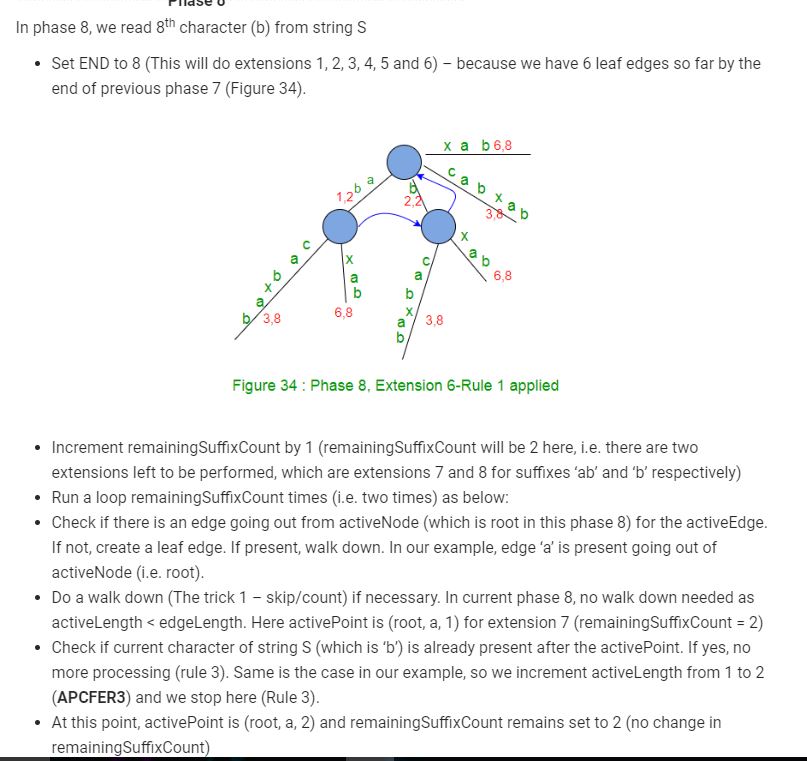 Phase 8
In phase 8, we read 8th character (b) from string S
• Set END to 8 (This will do extensions 1, 2, 3, 4, 5 and 6) – because we have 6 leaf edges so far by the
end of previous phase 7 (Figure 34).
x a b 6,8
c a b x a b
3,8
a
b
1,2
b
2,2
c
a
b
x
a
b
3,8
x
a
b
6,8
c
a
b
x
a
b
3,8
x
a
b
6,8
Figure 34 : Phase 8, Extension 6-Rule 1 applied
• Increment remainingSuffixCount by 1 (remainingSuffixCount will be 2 here, i.e. there are two
extensions left to be performed, which are extensions 7 and 8 for suffixes ‘ab’ and ‘b’ respectively)
• Run a loop remainingSuffixCount times (i.e. two times) as below:
• Check if there is an edge going out from activeNode (which is root in this phase 8) for the activeEdge.
If not, create a leaf edge. If present, walk down. In our example, edge ‘a’ is present going out of
activeNode (i.e. root).
• Do a walk down (The trick 1 – skip/count) if necessary. In current phase 8, no walk down needed as
activeLength < edgeLength. Here activePoint is (root, a, 1) for extension 7 (remainingSuffixCount = 2)
• Check if current character of string S (which is ‘b’) is already present after the activePoint. If yes, no
more processing (rule 3). Same is the case in our example, so we increment activeLength from 1 to 2
(APCFER3) and we stop here (Rule 3).
• At this point, activePoint is (root, a, 2) and remainingSuffixCount remains set to 2 (no change in
remainingSuffixCount)